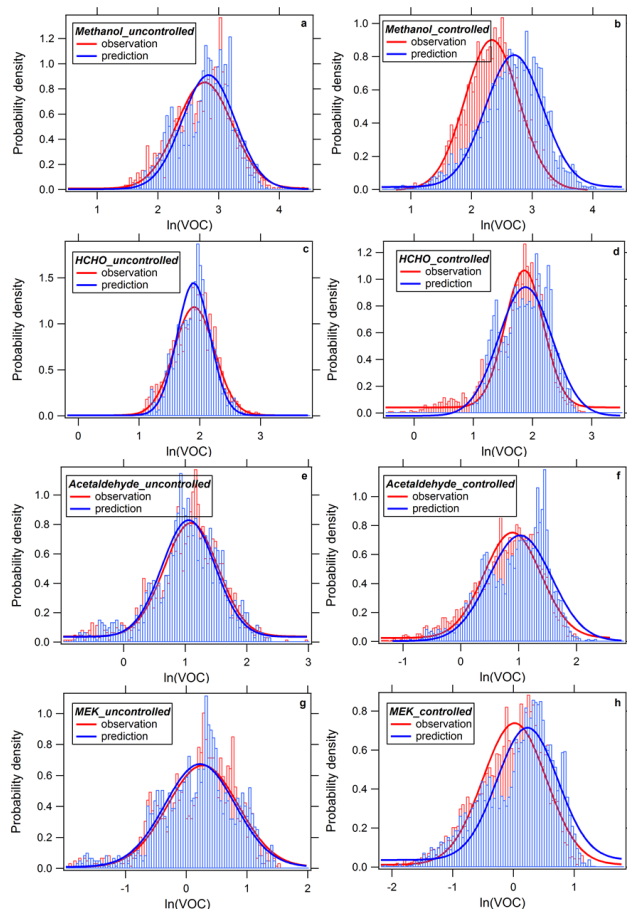 a
Methanol_uncontrolled
observation
prediction
Probability density
1.2
1.0
0.8
0.6
0.4
0.2
0.0
1 2 3 4
ln(VOC)
b
Methanol_controlled
observation
prediction
Probability density
1.0
0.8
0.6
0.4
0.2
0.0
1 2 3 4
ln(VOC)
c
HCHO_uncontrolled
observation
prediction
Probability density
1.5
1.0
0.5
0.0
0 1 2 3
ln(VOC)
d
HCHO_controlled
observation
prediction
Probability density
1.2
1.0
0.8
0.6
0.4
0.2
0.0
0 1 2 3
ln(VOC)
e
Acetaldehyde_uncontrolled
observation
prediction
Probability density
1.0
0.8
0.6
0.4
0.2
0.0
0 1 2 3
ln(VOC)
f
Acetaldehyde_controlled
observation
prediction
Probability density
1.0
0.8
0.6
0.4
0.2
0.0
-1 0 1 2
ln(VOC)
g
MEK_uncontrolled
observation
prediction
Probability density
1.0
0.8
0.6
0.4
0.2
0.0
-1 0 1 2
ln(VOC)
h
MEK_controlled
observation
prediction
Probability density
0.8
0.6
0.4
0.2
0.0
-2 -1 0 1
ln(VOC)